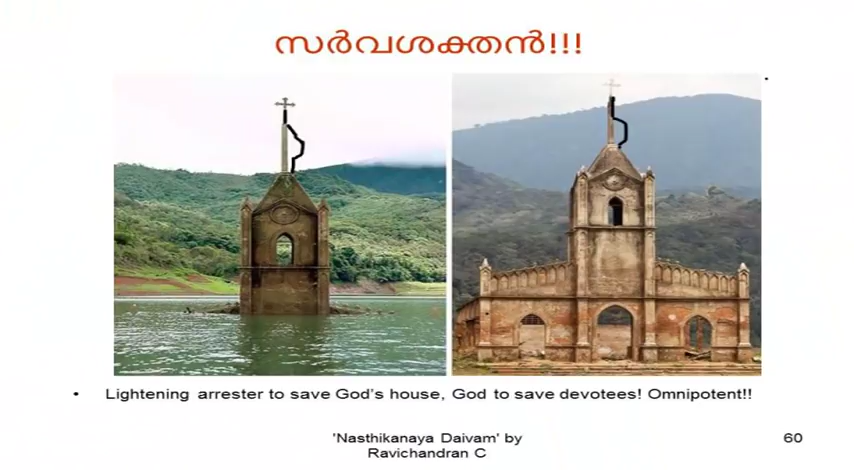 സർവശക്തൻ!!!
• Lightening arrester to save God's house, God to save devotees! Omnipotent!!
'Nasthikanaya Daivam' by
Ravichandran C
60